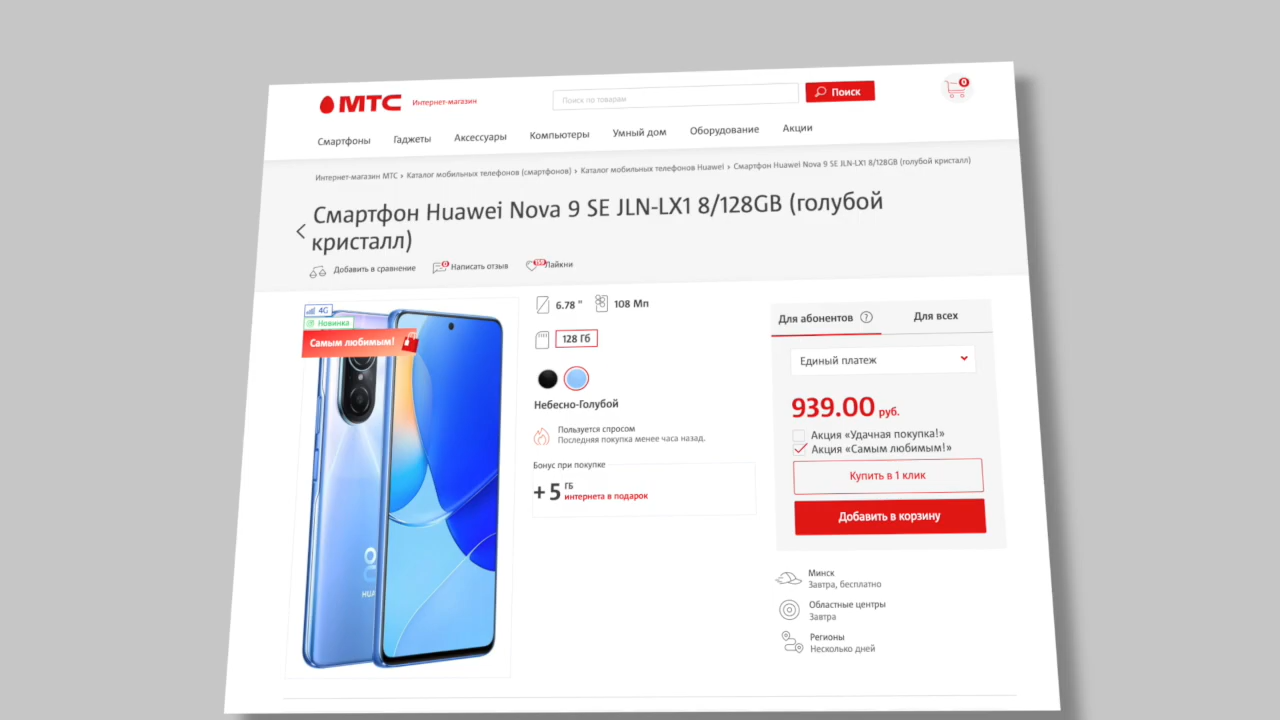 МТС Интернет-магазин
Поиск по товарам
Поиск
0
Смартфоны Гаджеты Аксессуары Компьютеры Умный дом Оборудование Акции
Интернет-магазин МТС › Каталог мобильных телефонов (смартфонов) › Каталог мобильных телефонов Huawei › Смартфон Huawei Nova 9 SE JLN-LX1 8/128GB (голубой кристалл)
Смартфон Huawei Nova 9 SE JLN-LX1 8/128GB (голубой
кристалл)
Добавить в сравнение 0 Написать отзыв Лайкни
4G
Новинка
Самым любимым!
HUA
6.78 " 108 Мп
128 Гб
Небесно-Голубой
Пользуется спросом
Последняя покупка менее часа назад.
Бонус при покупке
+5 ГБ
интернета в подарок
Для абонентов ? Для всех
Единый платеж
939.00 руб.
Акция «Удачная покупка!»
Акция «Самым любимым!»
Купить в 1 клик
Добавить в корзину
Минск
Завтра, бесплатно
Областные центры
Завтра
Регионы
Несколько дней